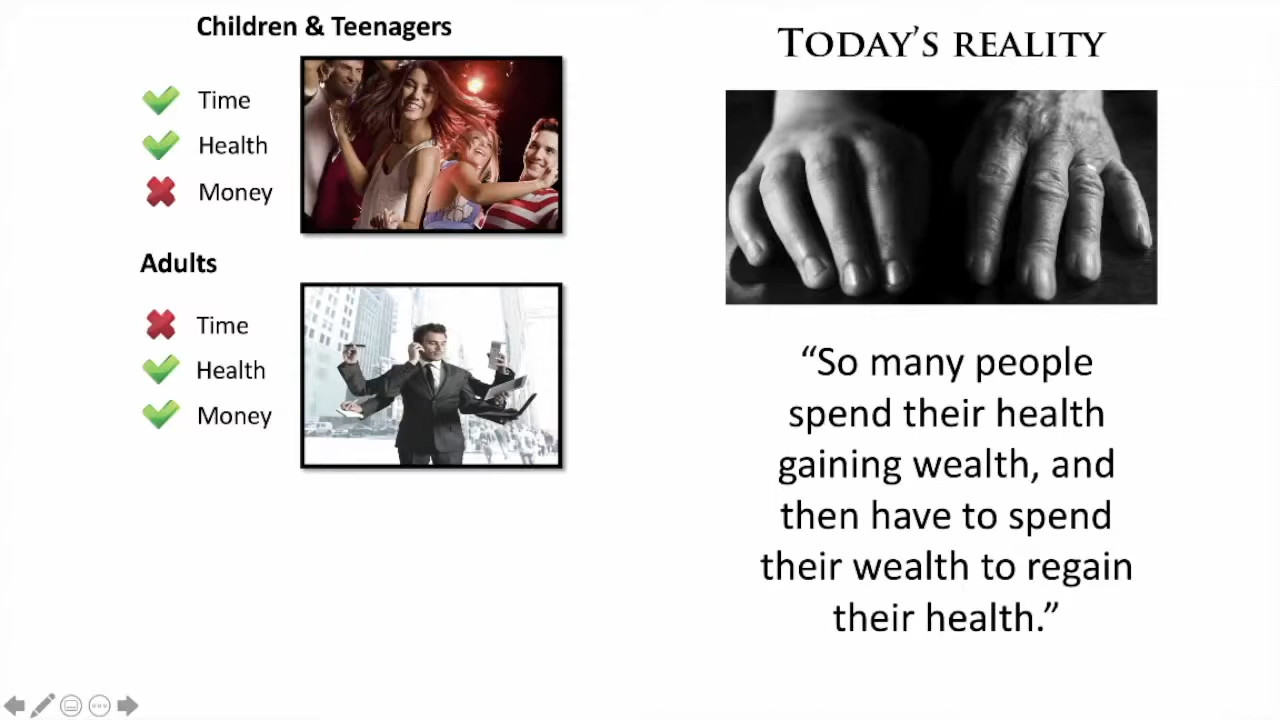 Children & Teenagers
Time
Health
Money
Adults
Time
Health
Money
TODAY'S REALITY
“So many people
spend their health
gaining wealth, and
then have to spend
their wealth to regain
their health.”